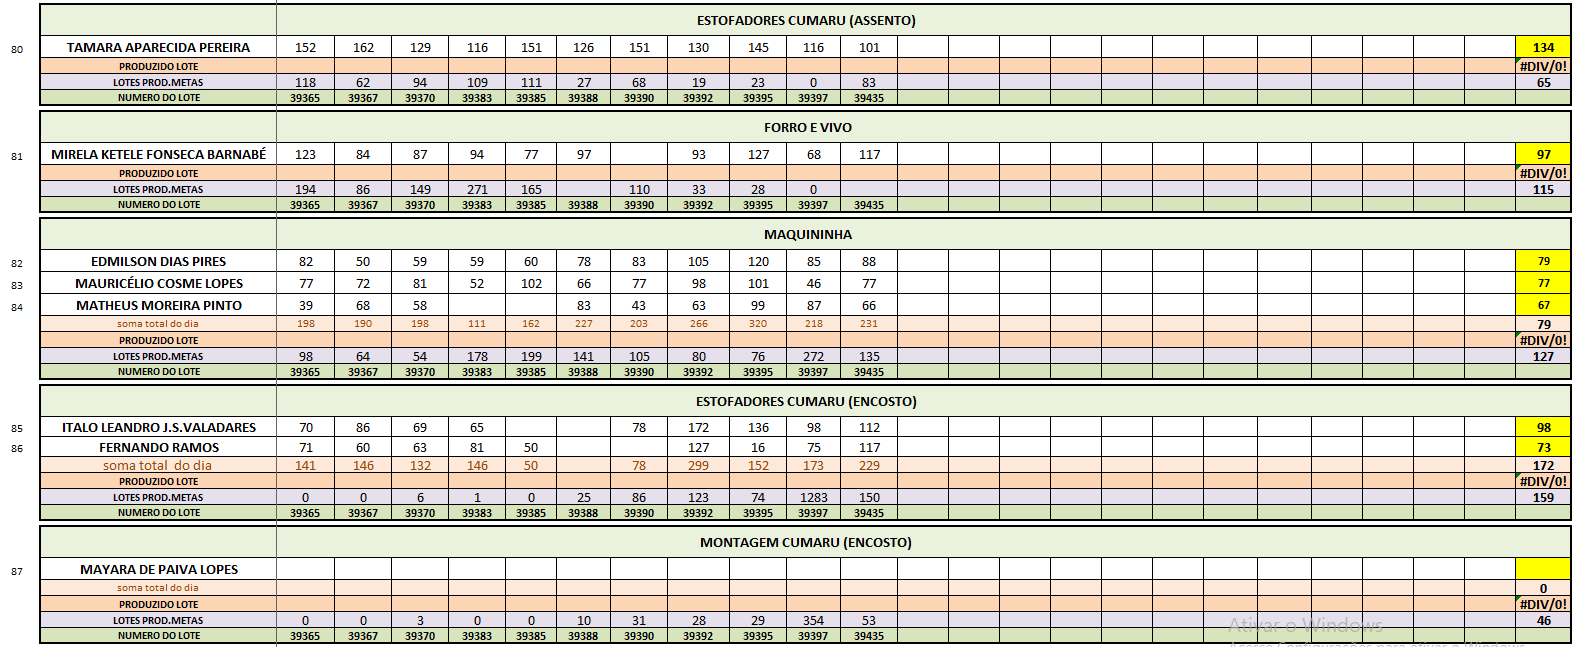 ESTOFADORES CUMARU (ASSENTO)
80 TAMARA APARECIDA PEREIRA 152 162 129 116 151 126 151 130 145 116 101 134
PRODUZIDO LOTE #DIV/0!
LOTES PROD.METAS 118 62 94 109 111 27 68 19 23 0 83 65
NUMERO DO LOTE 39365 39367 39370 39383 39385 39388 39390 39392 39395 39397 39435
FORRO E VIVO
81 MIRELA KETELE FONSECA BARNABÉ 123 84 87 94 77 97 93 127 68 117 97
PRODUZIDO LOTE #DIV/0!
LOTES PROD.METAS 194 86 149 271 165 110 33 28 0 115
NUMERO DO LOTE 39365 39367 39370 39383 39385 39388 39390 39392 39395 39397 39435
MAQUININHA
82 EDMILSON DIAS PIRES 82 50 59 59 60 78 83 105 120 85 88 79
83 MAURICÉLIO COSME LOPES 77 72 81 52 102 66 77 98 101 46 77 77
84 MATHEUS MOREIRA PINTO 39 68 58 83 43 63 99 87 66 67
soma total do dia 198 190 198 111 162 227 203 266 320 218 231 79
PRODUZIDO LOTE #DIV/0!
LOTES PROD.METAS 98 64 54 178 199 141 105 80 76 272 135 127
NUMERO DO LOTE 39365 39367 39370 39383 39385 39388 39390 39392 39395 39397 39435
ESTOFADORES CUMARU (ENCOSTO)
85 ITALO LEANDRO J.S.VALADARES 70 86 69 65 78 172 136 98 112 98
86 FERNANDO RAMOS 71 60 63 81 50 127 16 75 117 73
soma total do dia 141 146 132 146 50 78 299 152 173 229 172
PRODUZIDO LOTE #DIV/0!
LOTES PROD.METAS 0 0 6 1 0 25 86 123 74 1283 150 159
NUMERO DO LOTE 39365 39367 39370 39383 39385 39388 39390 39392 39395 39397 39435
MONTAGEM CUMARU (ENCOSTO)
87 MAYARA DE PAIVA LOPES
soma total do dia 0
PRODUZIDO LOTE #DIV/0!
LOTES PROD.METAS 0 0 3 0 0 10 31 28 29 354 53 46
NUMERO DO LOTE 39365 39367 39370 39383 39385 39388 39390 39392 39395 39397 39435
Ativar o Windows